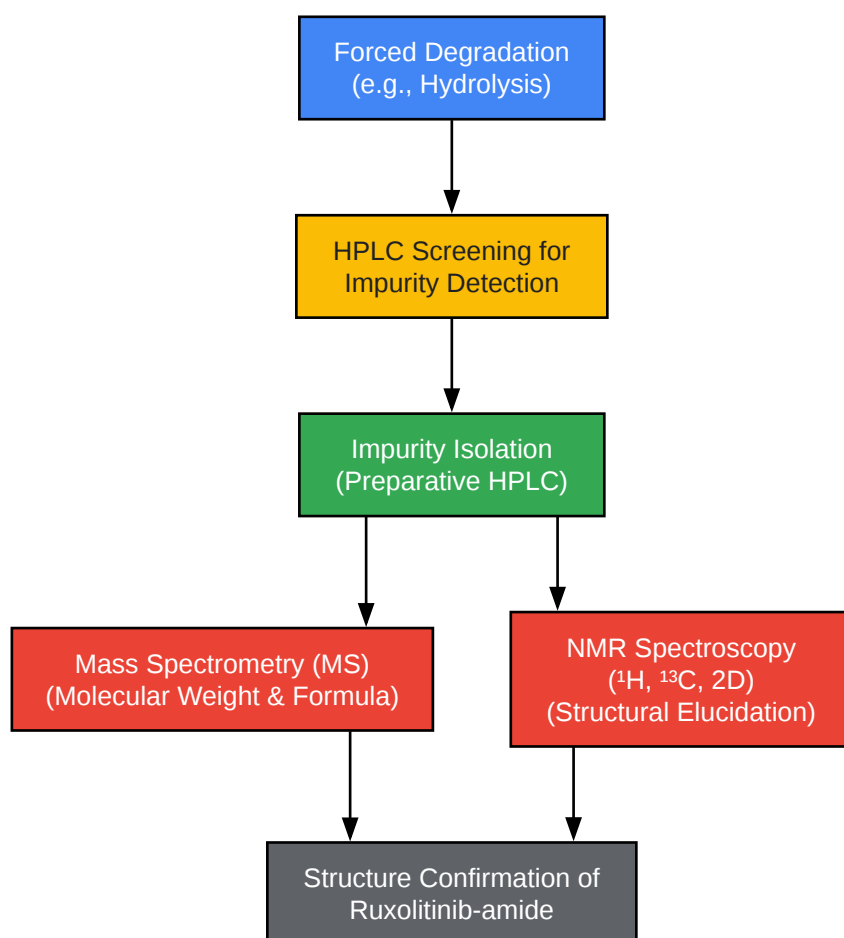 Forced Degradation
(e.g., Hydrolysis)
HPLC Screening for
Impurity Detection
Impurity Isolation
(Preparative HPLC)
Mass Spectrometry (MS)
(Molecular Weight & Formula)
NMR Spectroscopy
(¹H, ¹³C, 2D)
(Structural Elucidation)
Structure Confirmation of
Ruxolitinib-amide